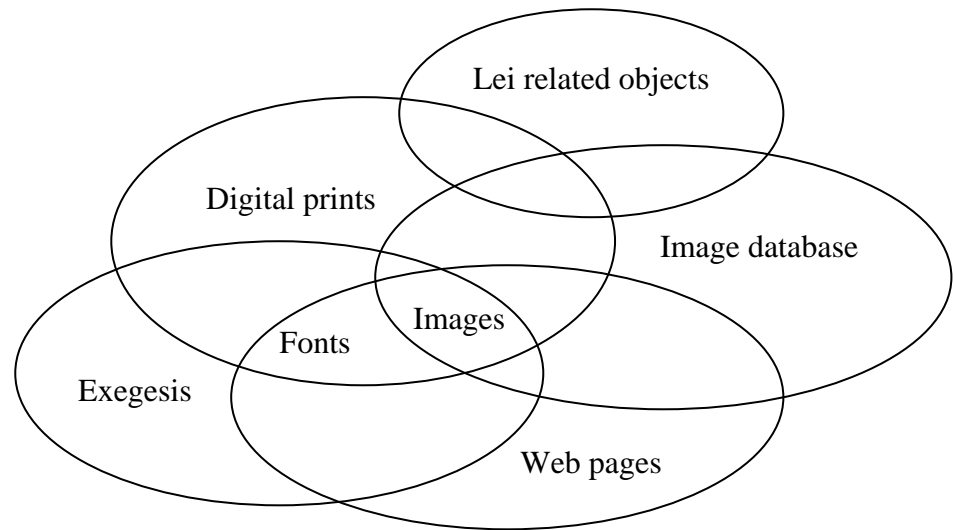 Lei related objects
Digital prints
Image database
Images
Fonts
Exegesis
Web pages